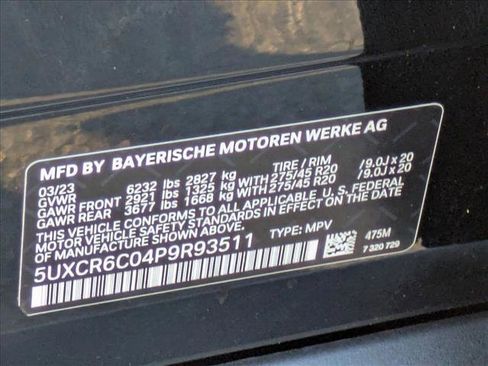 MFD BY BAYERISCHE MOTOREN WERKE AG
03/23 TIRE / RIM
GVWR 6232 lbs 2827 kg
GAWR FRONT 2921 lbs 1325 kg WITH 275/45 R20 /9.0J x 20
GAWR REAR 3677 lbs 1668 kg WITH 275/45 R20 /9.0J x 20
THIS VEHICLE CONFORMS TO ALL APPLICABLE U.S. FEDERAL
MOTOR VEHICLE SAFETY STANDARDS IN EFFECT ON THE DATE
OF MANUFACTURE SHOWN ABOVE.
5UXCR6C04P9R93511 TYPE: MPV
475M
7 320 729